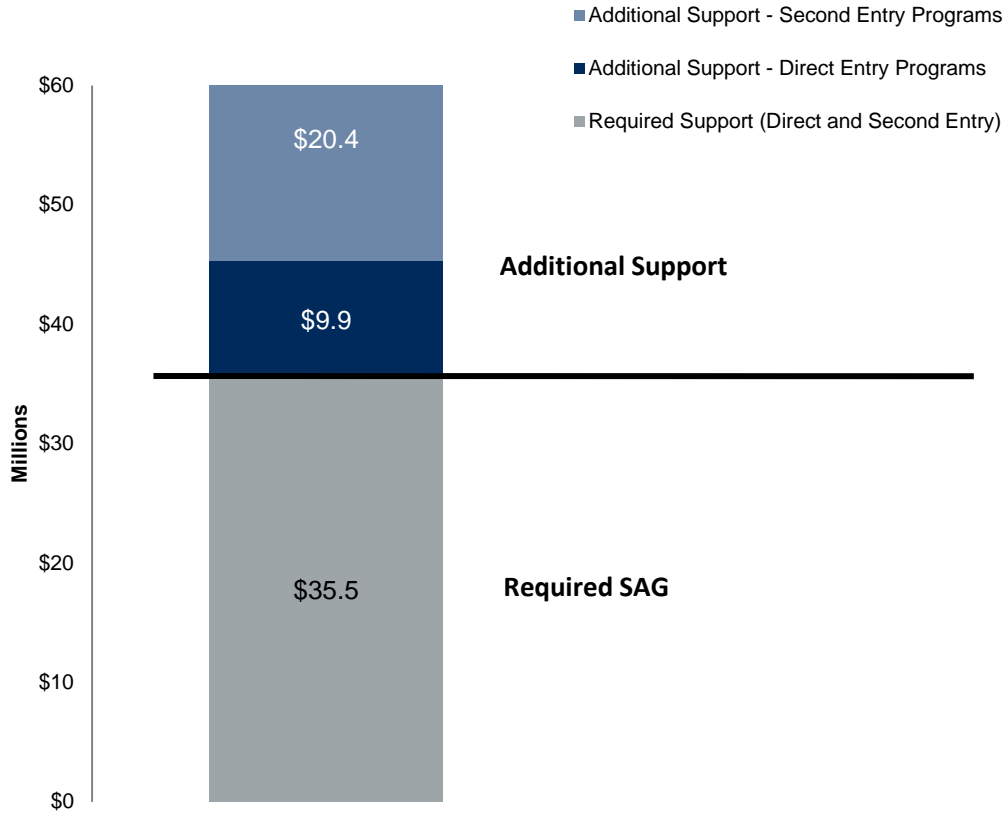 Additional Support - Second Entry Programs
Additional Support - Direct Entry Programs
Required Support (Direct and Second Entry)
$60
$50
$40
$30
$20
$10
$0
Millions
$20.4
$9.9
$35.5
Additional Support
Required SAG